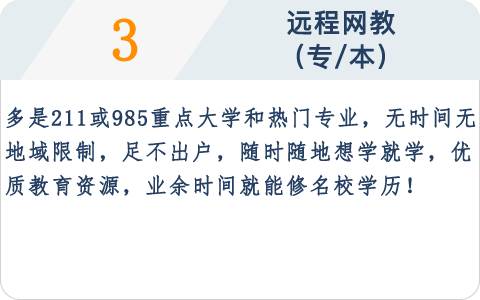 3
远程网教
(专/本)
多是211或985重点大学和热门专业，无时间无
地域限制，足不出户，随时随地想学就学，优
质教育资源，业余时间就能修名校学历！